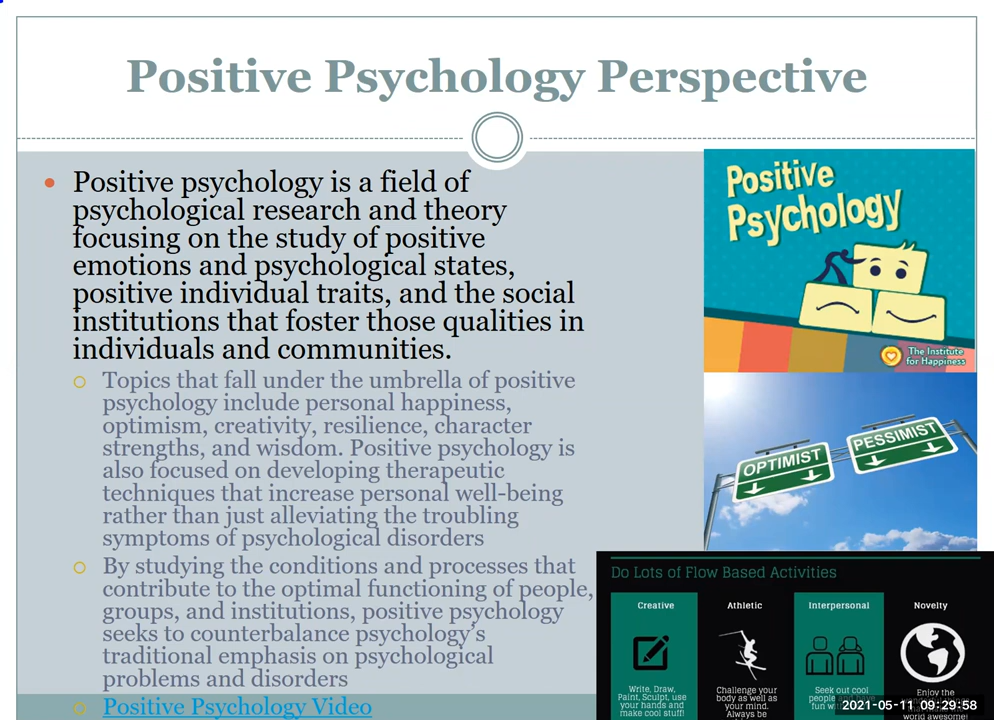 Positive Psychology Perspective
Positive psychology is a field of
psychological research and theory
focusing on the study of positive
emotions and psychological states,
positive individual traits, and the social
institutions that foster those qualities in
individuals and communities.
Topics that fall under the umbrella of positive
psychology include personal happiness,
optimism, creativity, resilience, character
strengths, and wisdom. Positive psychology is
also focused on developing therapeutic
techniques that increase personal well-being
rather than just alleviating the troubling
symptoms of psychological disorders
By studying the conditions and processes that
contribute to the optimal functioning of people,
groups, and institutions, positive psychology
seeks to counterbalance psychology's
traditional emphasis on psychological
problems and disorders
Positive Psychology Video
Positive
Psychology
The Institute
for Happiness
OPTIMIST
PESSIMIST
Do Lots of Flow Based Activities
Creative
Write, Draw,
Paint, Sculpt, use
your hands and
make cool stuff!
Athletic
Challenge your
body as well as
your mind.
Always be
Interpersonal
Seek out cool
people and have
fun
Novelty
Enjoy the
world awesome!
2021-05-11 09:29:58